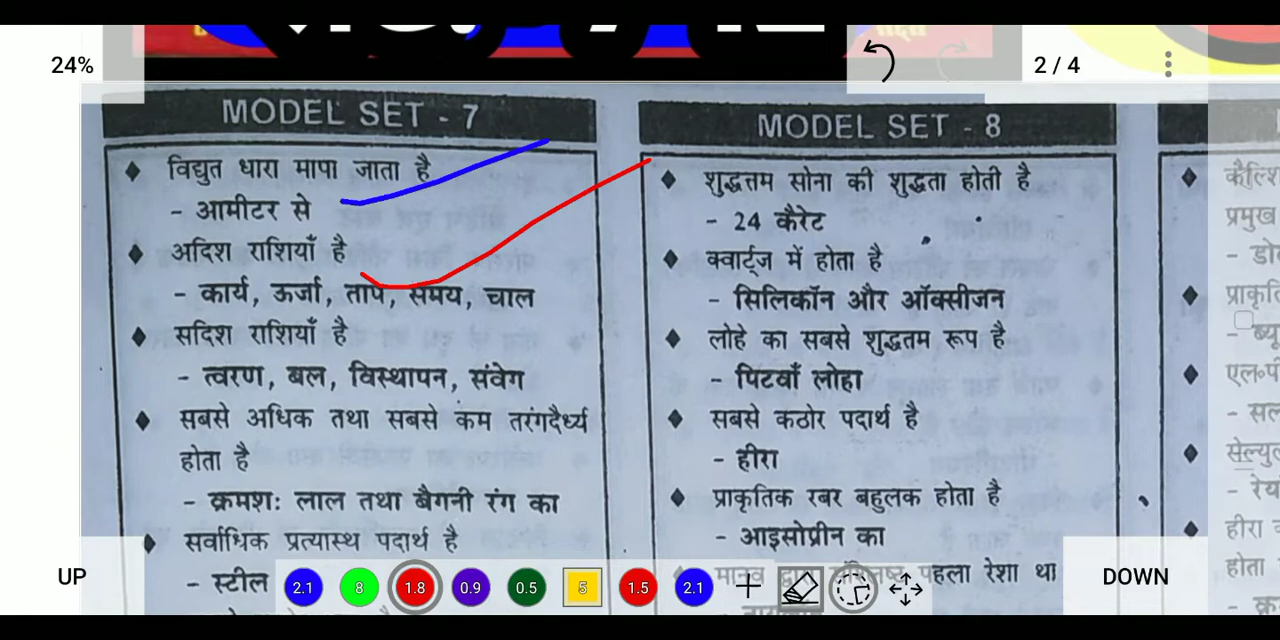 24%
2 / 4
MODEL SET - 7
विद्युत धारा मापा जाता है
- आमीटर से
अदिश राशियाँ है
- कार्य, ऊर्जा, ताप, समय, चाल
सदिश राशियाँ है
- त्वरण, बल, विस्थापन, संवेग
सबसे अधिक तथा सबसे कम तरंगदैर्ध्य
होता है
- क्रमशः लाल तथा बैगनी रंग का
सर्वाधिक प्रत्यास्थ पदार्थ है
- स्टील
MODEL SET - 8
शुद्धतम सोना की शुद्धता होती है
- 24 कैरेट
क्वार्ट्ज में होता है
- सिलिकॉन और ऑक्सीजन
लोहे का सबसे शुद्धतम रूप है
- पिटवाँ लोहा
सबसे कठोर पदार्थ है
- हीरा
प्राकृतिक रबर बहुलक होता है
- आइसोप्रीन का
मानव द्वारा संश्लिष्ट पहला रेशा था
प्रमुख
हीरा
होता
UP
2.1 8 1.8 0.9 0.5 5 1.5 2.1
DOWN